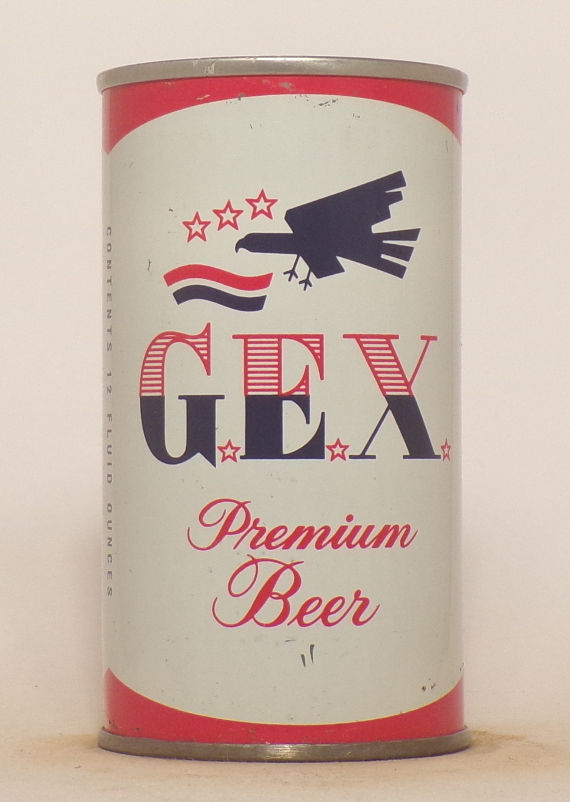 G.E.X.
Premium
Beer
CONTENTS 12 FLUID OUNCES